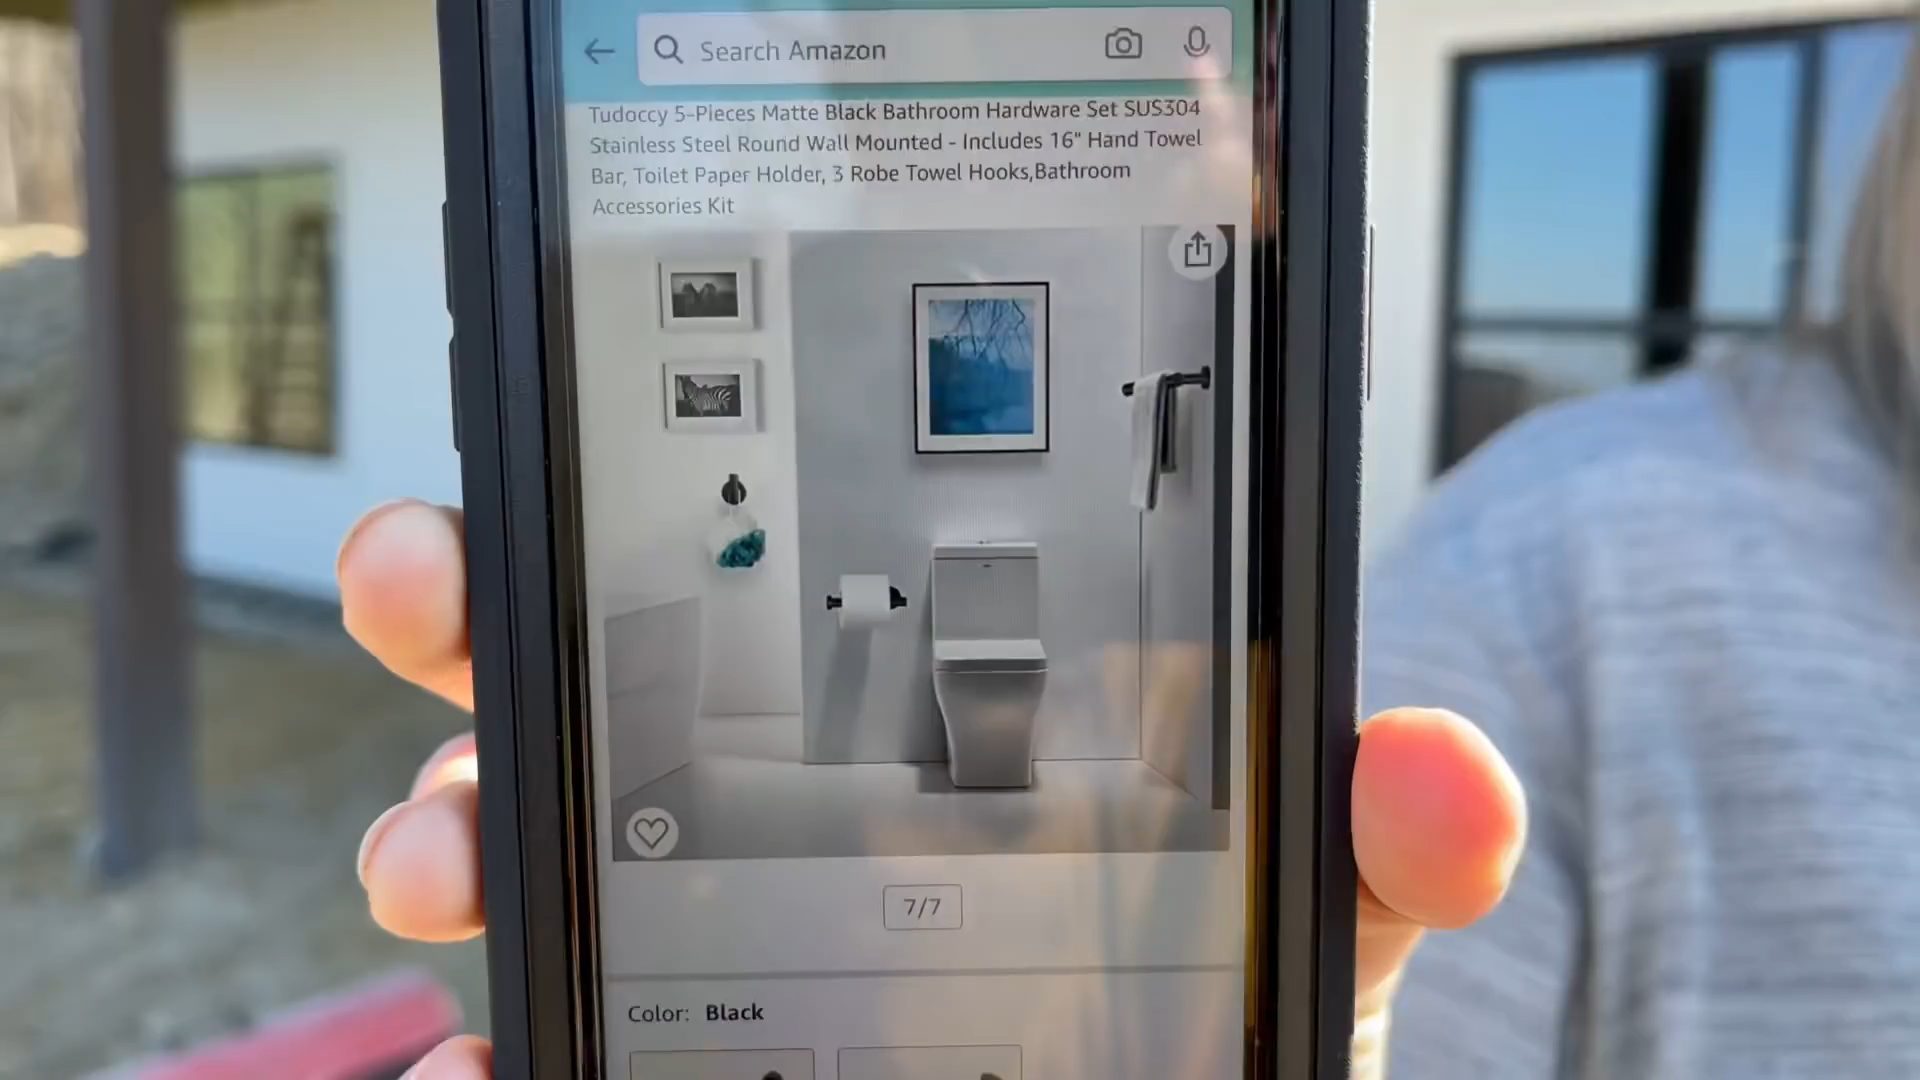 Search Amazon
Tudoccy 5-Pieces Matte Black Bathroom Hardware Set SUS304
Stainless Steel Round Wall Mounted - Includes 16" Hand Towel
Bar, Toilet Paper Holder, 3 Robe Towel Hooks,Bathroom
Accessories Kit
7/7
Color: Black